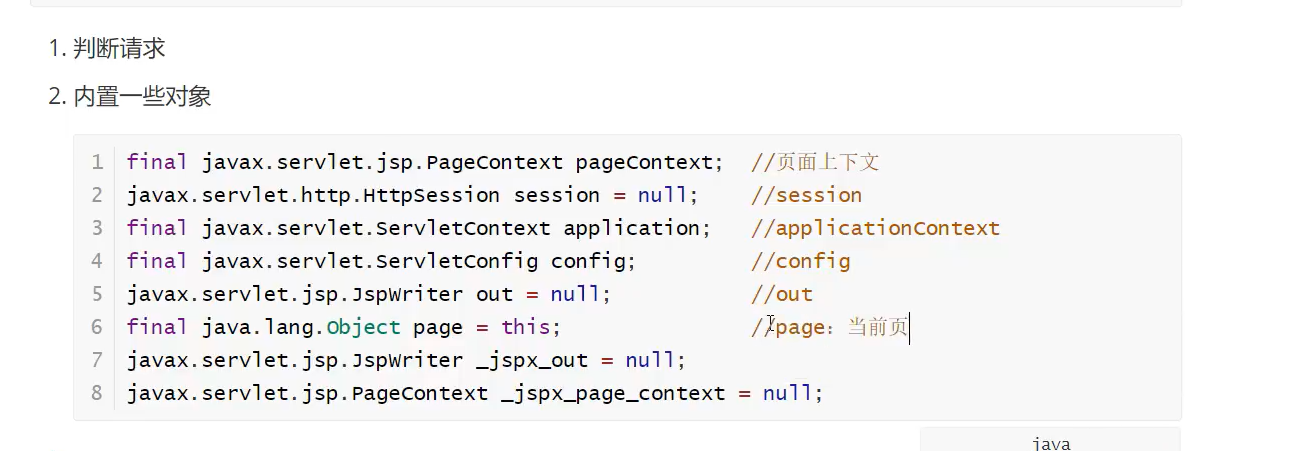 1. 判断请求
2. 内置一些对象
1 final javax.servlet.jsp.PageContext pageContext; //页面上下文
2 javax.servlet.http.HttpSession session = null; //session
3 final javax.servlet.ServletContext application; //applicationContext
4 final javax.servlet.ServletConfig config; //config
5 javax.servlet.jsp.JspWriter out = null; //out
6 final java.lang.Object page = this; //page：当前页
7 javax.servlet.jsp.JspWriter _jspx_out = null;
8 javax.servlet.jsp.PageContext _jspx_page_context = null;
java